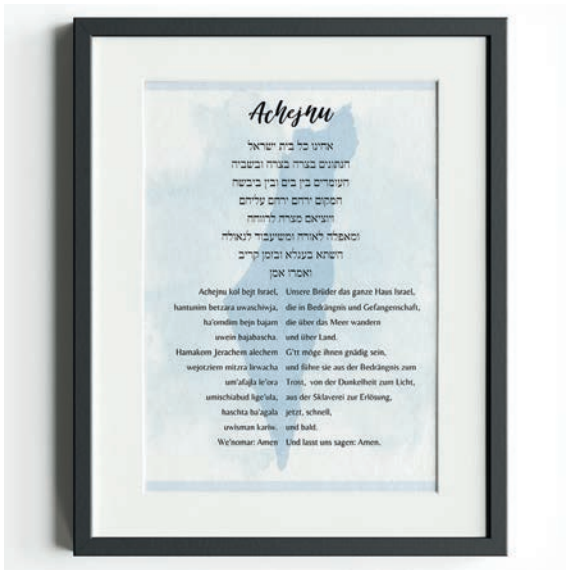 Achejnu
אחינו כל בית ישראל
הנתונים בצרה בצרה ובשביה
העומדים בין בים ובין ביבשה
המקום ירחם ירחם עליהם
ויוציאם מצרה לרווחה
ומאפלה לאורה ומשיעבוד לגאולה
השתא בעגלא ובזמן קריב
ואמרו אמן
Achejnu kol bejt Israel, Unsere Brüder das ganze Haus Israel,
hantunim betzara uwaschiwja, die in Bedrängnis und Gefangenschaft,
ha'omdim bejn bajam die über das Meer wandern
uwein bajabascha. und über Land.
Hamakom Jerachem alechem G'tt möge ihnen gnädig sein,
wejotziem mitzra lirwacha und führe sie aus der Bedrängnis zum
um'afajla le'ora Trost, von der Dunkelheit zum Licht,
umischiabud lige'ula, aus der Sklaverei zur Erlösung,
haschta ba'agala jetzt, schnell,
uwisman kariw. und bald.
We'nomar: Amen Und lasst uns sagen: Amen.